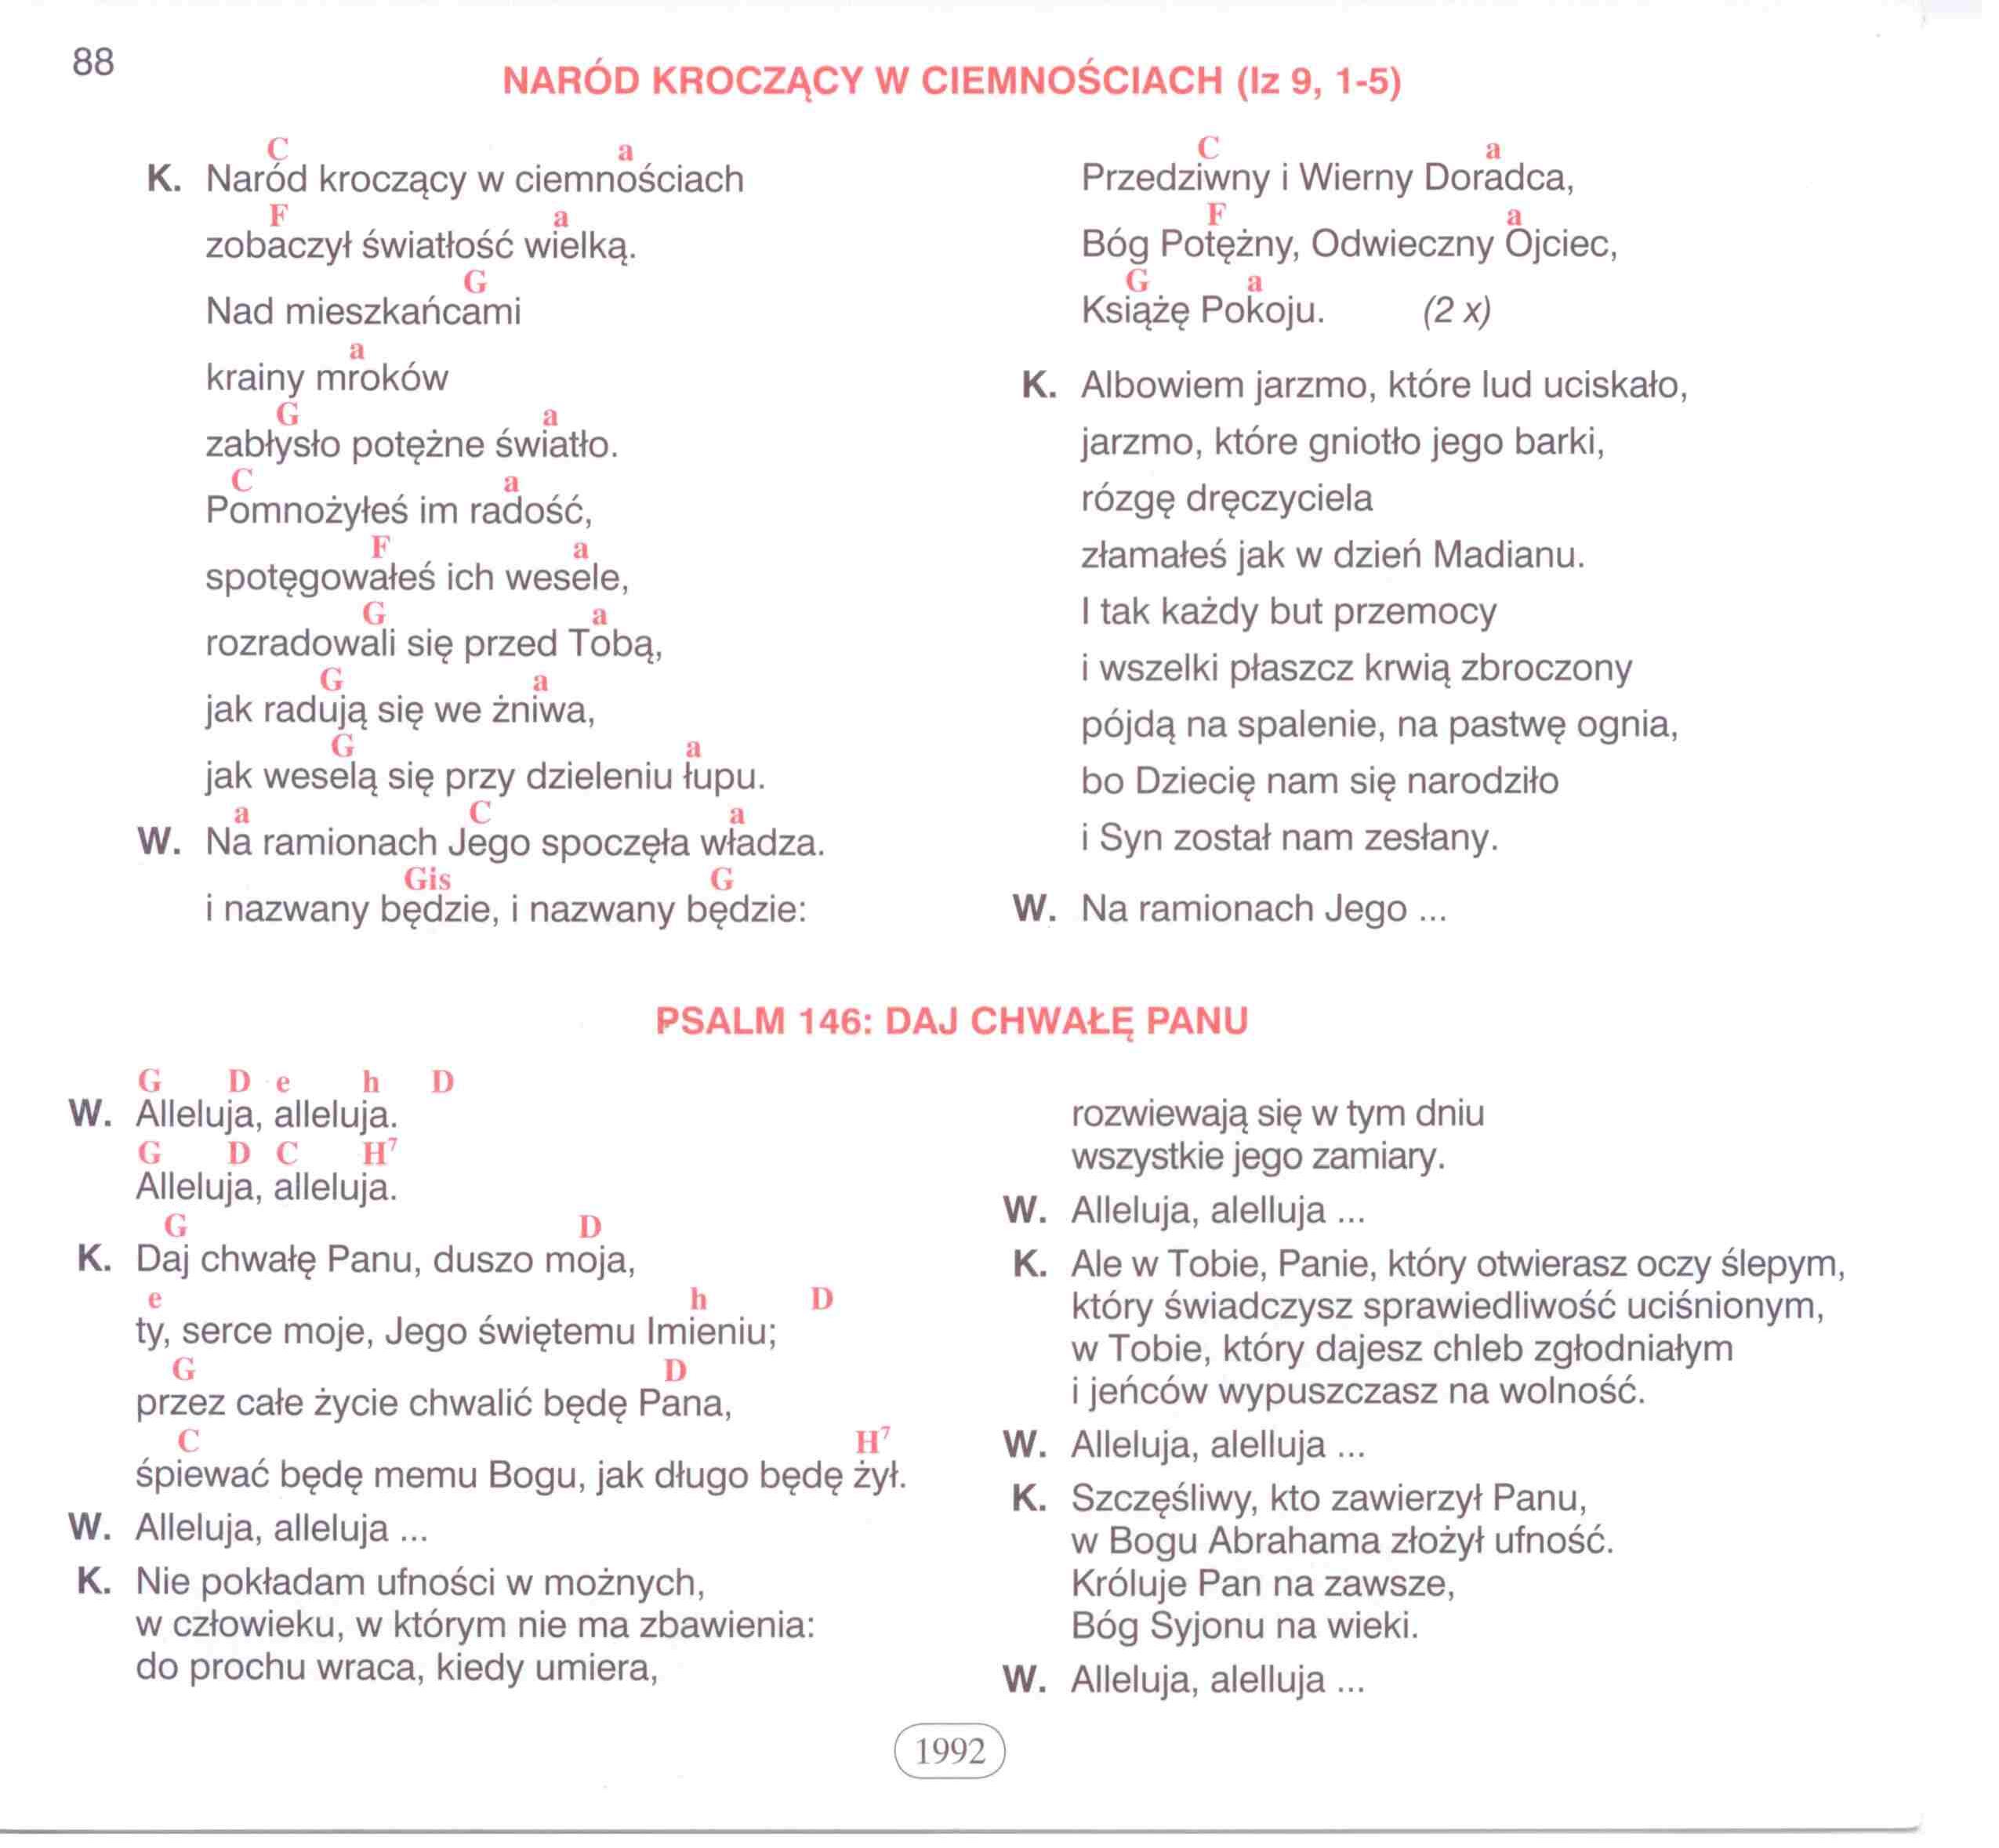 88
NARÓD KROCZĄCY W CIEMNOŚCIACH (Iz 9, 1-5)
C a
K. Naród kroczący w ciemnościach
F a
zobaczył światłość wielką.
G
Nad mieszkańcami
a
krainy mroków
G a
zabłysło potężne światło.
C a
Pomnożyłeś im radość,
F a
spotęgowałeś ich wesele,
G a
rozradowali się przed Tobą,
G a
jak radują się we żniwa,
G a
jak weselą się przy dzieleniu łupu.
a C a
W. Na ramionach Jego spoczęła władza.
Gis G
i nazwany będzie, i nazwany będzie:
C a
Przedziwny i Wierny Doradca,
F a
Bóg Potężny, Odwieczny Ojciec,
G a
Książę Pokoju. (2 x)
K. Albowiem jarzmo, które lud uciskało,
jarzmo, które gniotło jego barki,
rózgę dręczyciela
złamałeś jak w dzień Madianu.
I tak każdy but przemocy
i wszelki płaszcz krwią zbroczony
pójdą na spalenie, na pastwę ognia,
bo Dziecię nam się narodziło
i Syn został nam zesłany.
W. Na ramionach Jego ...
PSALM 146: DAJ CHWAŁĘ PANU
G D e h D
W. Alleluja, alleluja.
G D C H7
Alleluja, alleluja.
G D
K. Daj chwałę Panu, duszo moja,
e h D
ty, serce moje, Jego świętemu Imieniu;
G D
przez całe życie chwalić będę Pana,
C H7
śpiewać będę memu Bogu, jak długo będę żył.
W. Alleluja, alleluja ...
K. Nie pokładam ufności w możnych,
w człowieku, w którym nie ma zbawienia:
do prochu wraca, kiedy umiera,
rozwiewają się w tym dniu
wszystkie jego zamiary.
W. Alleluja, alelluja ...
K. Ale w Tobie, Panie, który otwierasz oczy ślepym,
który świadczysz sprawiedliwość uciśnionym,
w Tobie, który dajesz chleb zgłodniałym
i jeńców wypuszczasz na wolność.
W. Alleluja, alelluja ...
K. Szczęśliwy, kto zawierzył Panu,
w Bogu Abrahama złożył ufność.
Króluje Pan na zawsze,
Bóg Syjonu na wieki.
W. Alleluja, alelluja ...
1992